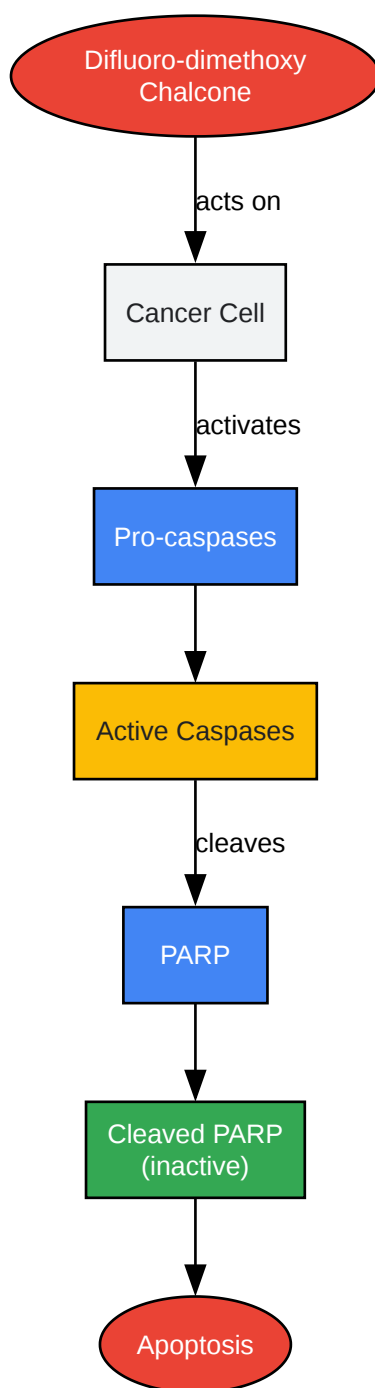 Difluoro-dimethoxy
Chalcone
acts on
Cancer Cell
activates
Pro-caspases
Active Caspases
cleaves
PARP
Cleaved PARP
(inactive)
Apoptosis